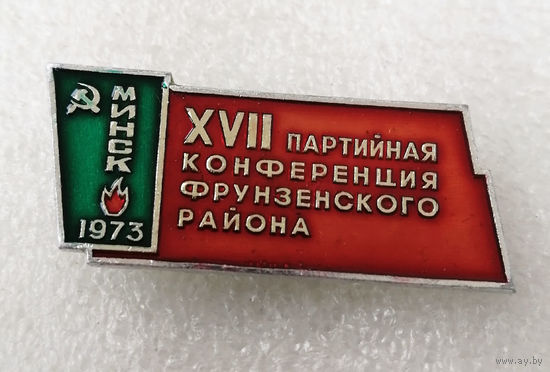 МИНСК
1973
XVII ПАРТИЙНАЯ
КОНФЕРЕНЦИЯ
ФРУНЗЕНСКОГО
РАЙОНА
www.ay.by